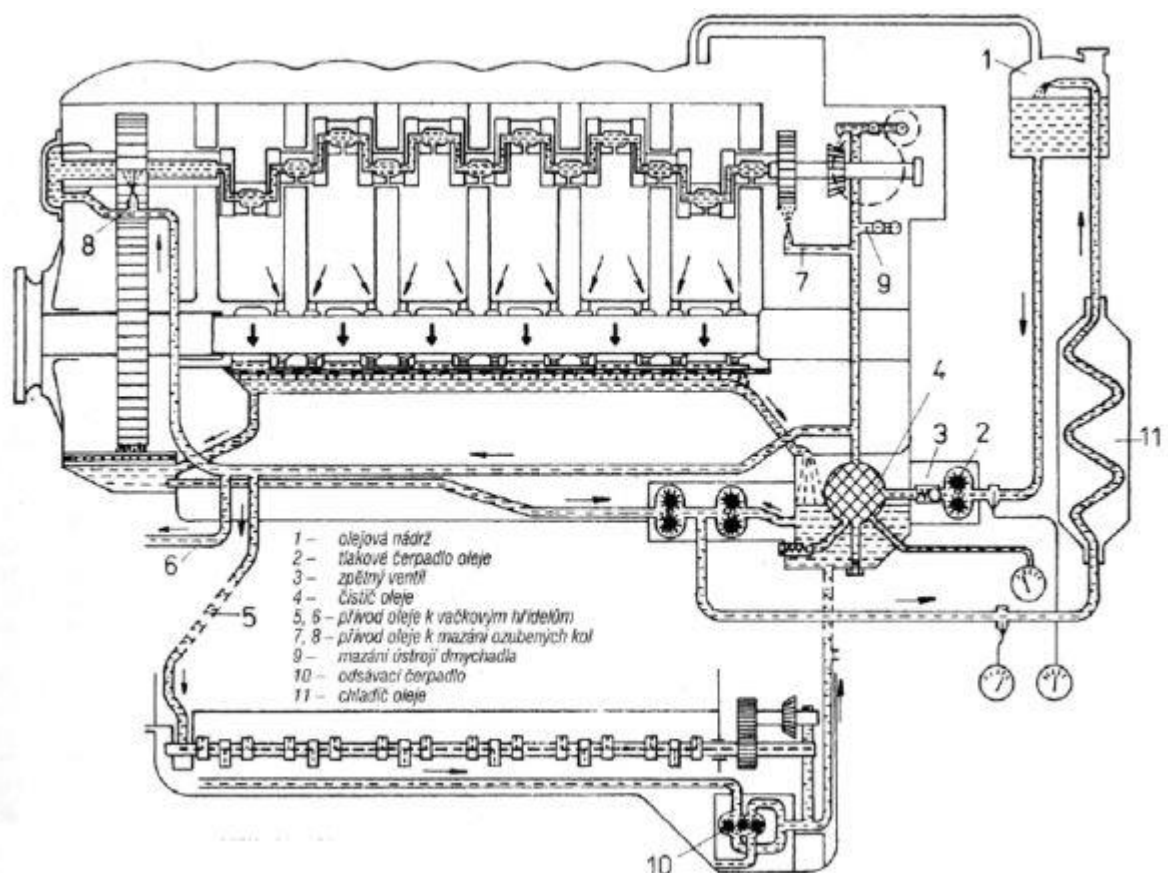 1
8
7
9
4
3
2
11
6
5
10
1 – olejová nádrž
2 – tlakové čerpadlo oleje
3 – zpětný ventil
4 – čistič oleje
5, 6 – přívod oleje k vačkovým hřídelům
7, 8 – přívod oleje k mazání ozubených kol
9 – mazání ústrojí dmychadla
10 – odsávací čerpadlo
11 – chladič oleje